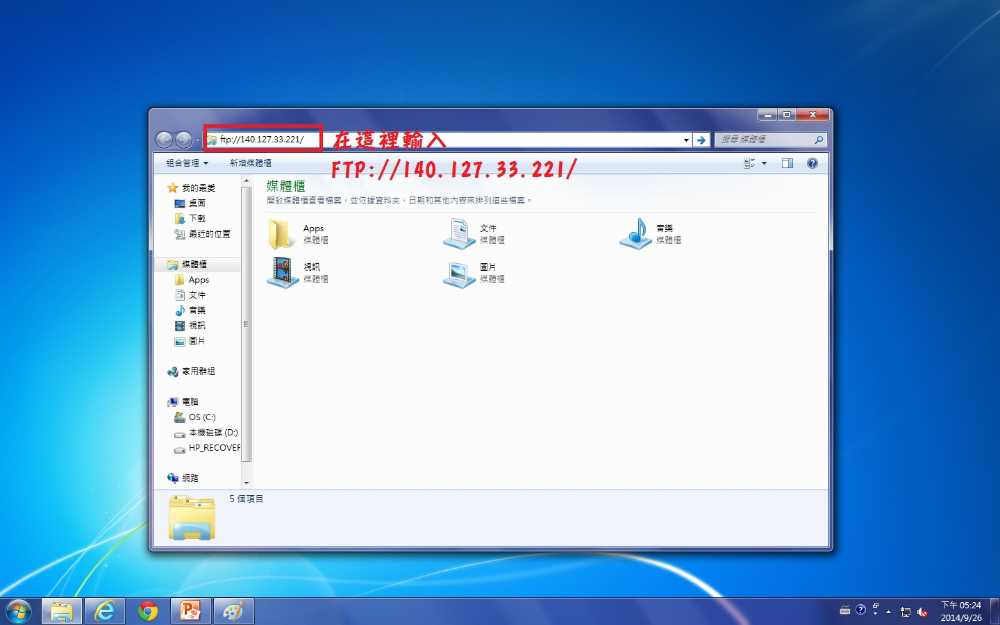 ftp://140.127.33.221/
在這裡輸入
搜尋 媒體櫃
FTP://140.127.33.221/
組合管理
新增媒體櫃
我的最愛
桌面
下載
最近的位置
媒體櫃
Apps
文件
音樂
視訊
圖片
家用群組
電腦
OS (C:)
本機磁碟 (D:)
HP_RECOVER
網路
媒體櫃
開啟媒體櫃查看檔案，並依據資料夾、日期和其他內容來排列這些檔案。
Apps
媒體櫃
文件
媒體櫃
音樂
媒體櫃
視訊
媒體櫃
圖片
媒體櫃
5 個項目
下午 05:24
2014/9/26